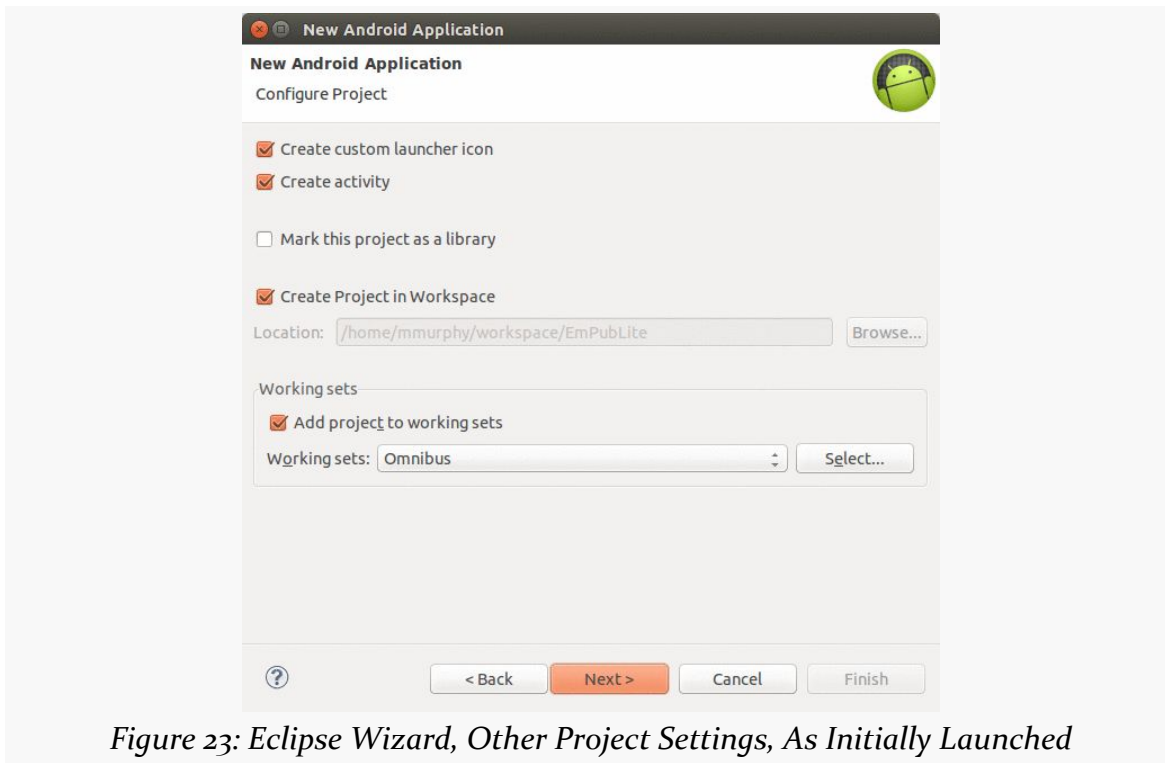 New Android Application
New Android Application
Configure Project
Create custom launcher icon
Create activity
Mark this project as a library
Create Project in Workspace
Location: /home/mmurphy/workspace/EmPubLite Browse...
Working sets
Add project to working sets
Working sets: Omnibus Select...
? < Back Next > Cancel Finish
Figure 23: Eclipse Wizard, Other Project Settings, As Initially Launched